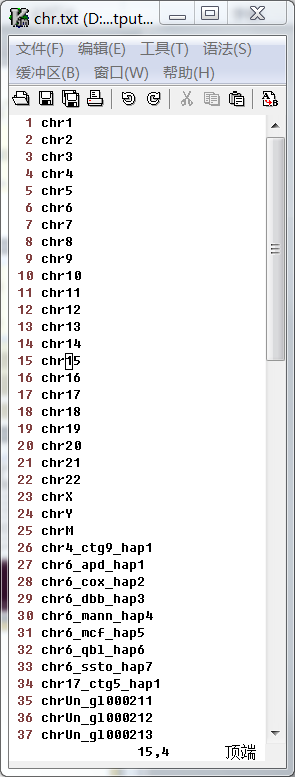 chr.txt (D:...tput...
文件(F) 编辑(E) 工具(T) 语法(S)
缓冲区(B) 窗口(W) 帮助(H)
1 chr1
2 chr2
3 chr3
4 chr4
5 chr5
6 chr6
7 chr7
8 chr8
9 chr9
10 chr10
11 chr11
12 chr12
13 chr13
14 chr14
15 chr15
16 chr16
17 chr17
18 chr18
19 chr19
20 chr20
21 chr21
22 chr22
23 chrX
24 chrY
25 chrM
26 chr4_ctg9_hap1
27 chr6_apd_hap1
28 chr6_cox_hap2
29 chr6_dbb_hap3
30 chr6_mann_hap4
31 chr6_mcf_hap5
32 chr6_qbl_hap6
33 chr6_ssto_hap7
34 chr17_ctg5_hap1
35 chrUn_gl000211
36 chrUn_gl000212
37 chrUn_gl000213
15,4 顶端